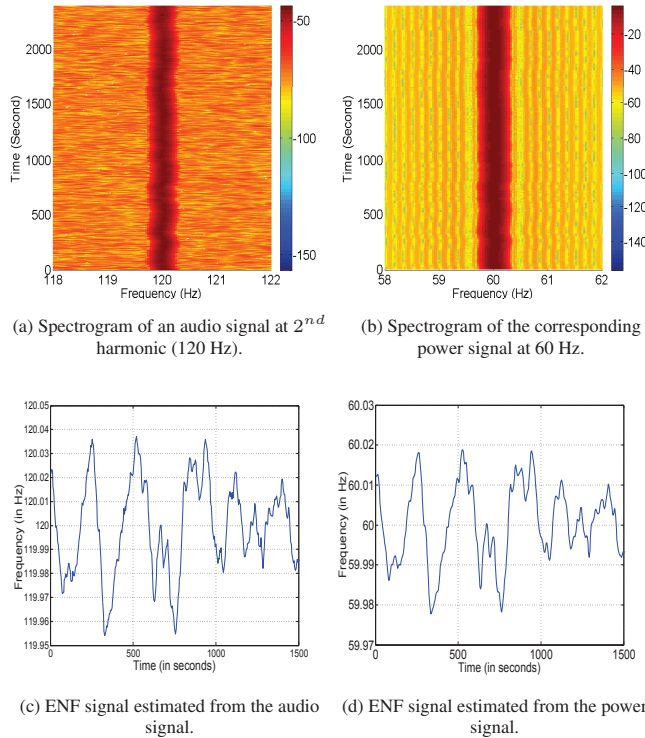 2000
1500
1000
500
0
Time (Second)
118 119 120 121 122
Frequency (Hz)
-50
-100
-150
2000
1500
1000
500
0
Time (Second)
58 59 60 61 62
Frequency (Hz)
-20
-40
-60
-80
-100
-120
-140
(a) Spectrogram of an audio signal at 2nd
harmonic (120 Hz).
(b) Spectrogram of the corresponding
power signal at 60 Hz.
120.05
120.04
120.03
120.02
120.01
120
119.99
119.98
119.97
119.96
119.95
Frequency (in Hz)
0 500 1000 1500
Time (in seconds)
60.03
60.02
60.01
60
59.99
59.98
59.97
Frequency (in Hz)
0 500 1000 1500
Time (in seconds)
(c) ENF signal estimated from the audio
signal.
(d) ENF signal estimated from the power
signal.